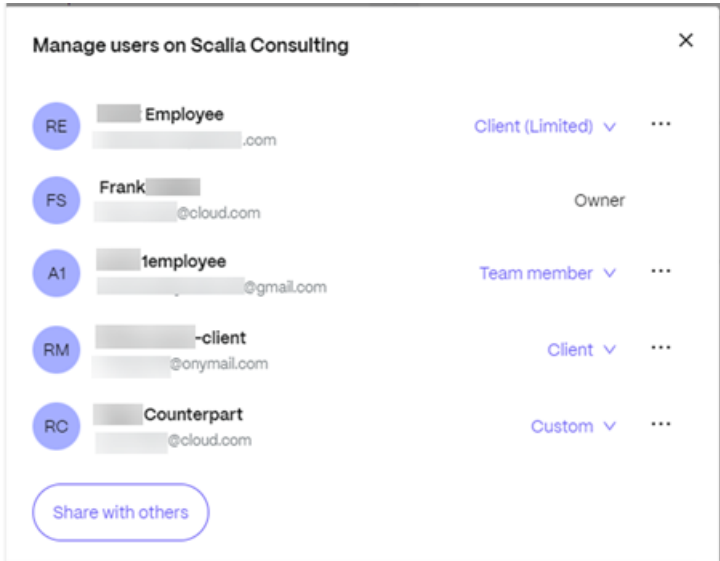 Manage users on Scalia Consulting
RE
Employee
Client (Limited)
.com
FS
Frank
@cloud.com
Owner
A1
1employee
Team member
@gmail.com
RM
-client
Client
@onymail.com
RC
Counterpart
Custom
@cloud.com
Share with others